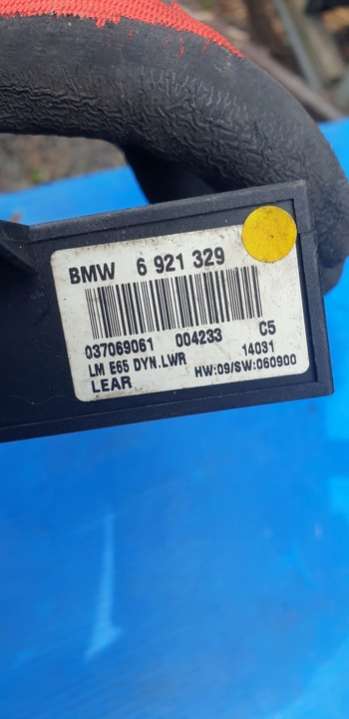 BMW 6 921 329
037069061 004233 C5
LM E65 DYN.LWR 14031
LEAR HW:09/SW:060900